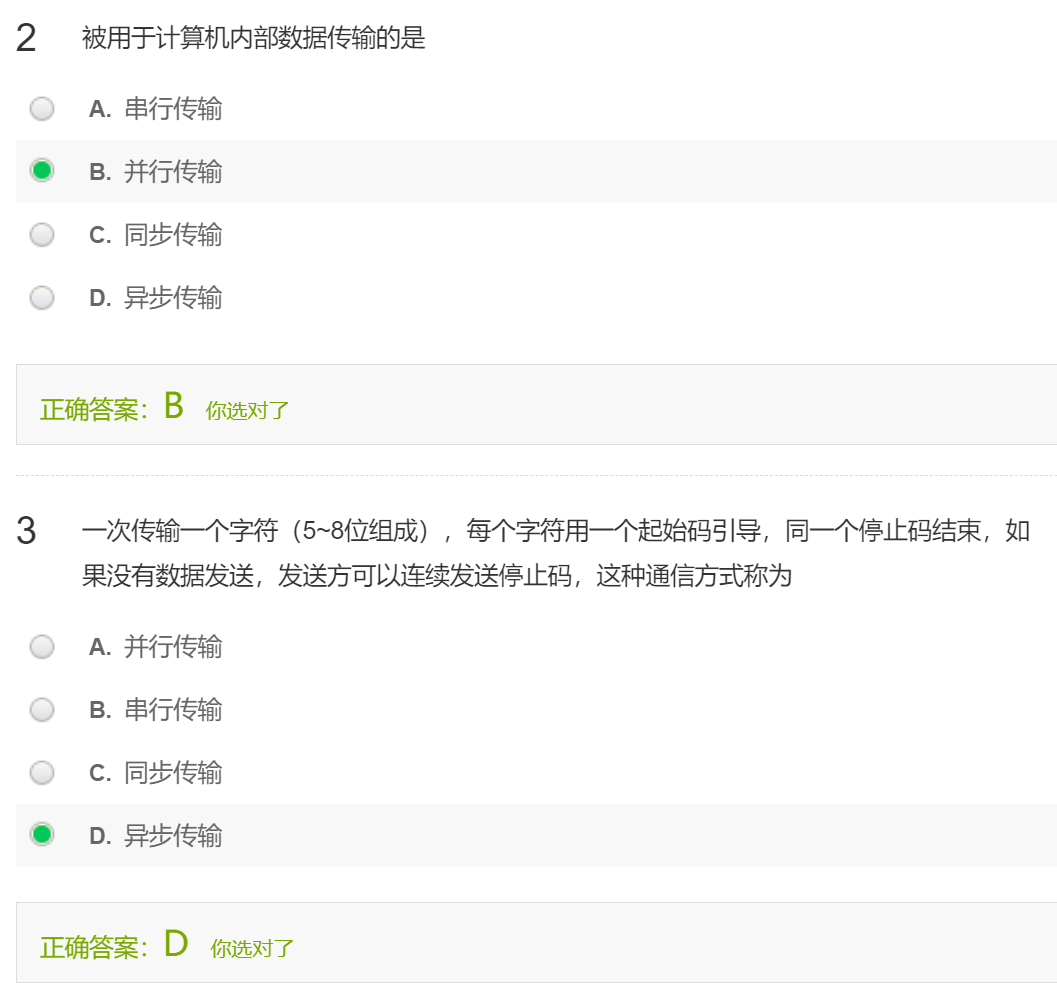 2 被用于计算机内部数据传输的是
A. 串行传输
B. 并行传输
C. 同步传输
D. 异步传输
正确答案：B 你选对了
3 一次传输一个字符（5~8位组成），每个字符用一个起始码引导，同一个停止码结束，如
果没有数据发送，发送方可以连续发送停止码，这种通信方式称为
A. 并行传输
B. 串行传输
C. 同步传输
D. 异步传输
正确答案：D 你选对了